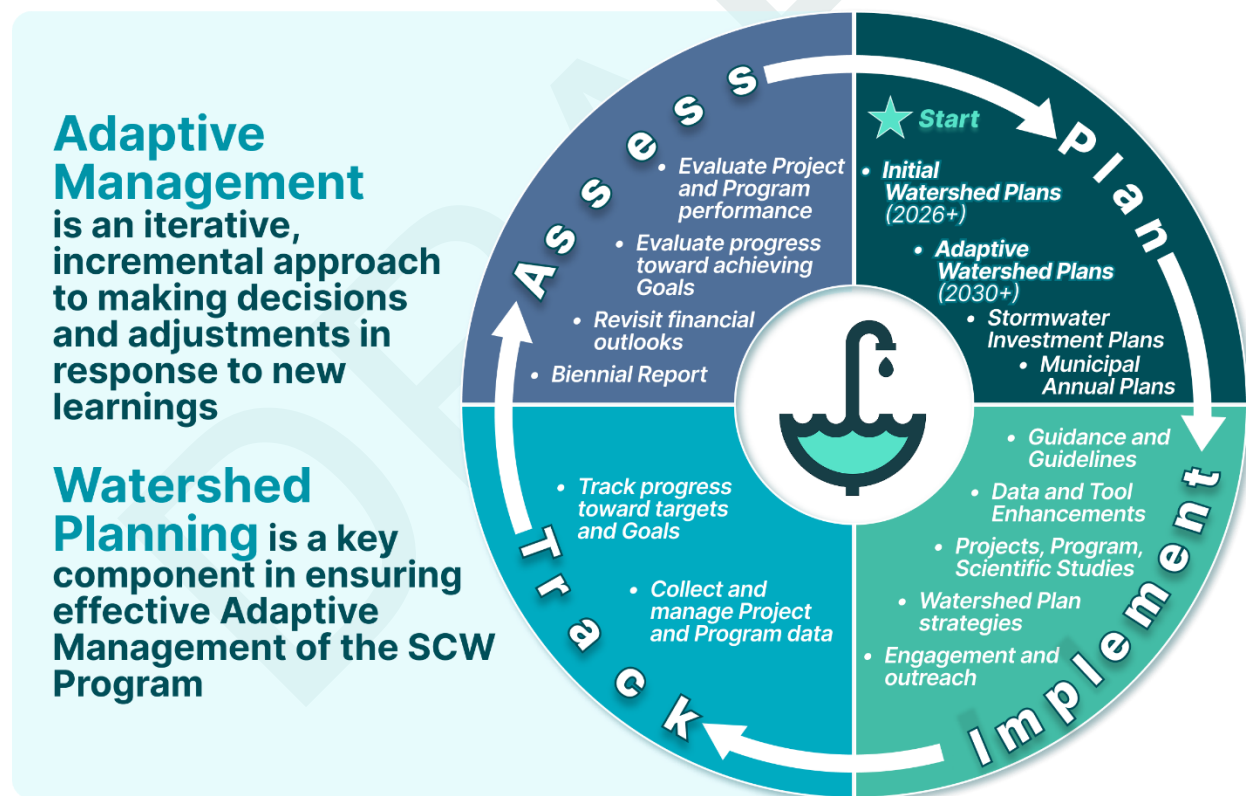 Adaptive
Management
is an iterative,
incremental approach
to making decisions
and adjustments in
response to new
learnings
Watershed
Planning is a key
component in ensuring
effective Adaptive
Management of the SCW
Program
Assess
• Evaluate Project
and Program
performance
• Evaluate progress
toward achieving
Goals
• Revisit financial
outlooks
• Biennial Report
Plan
Start
• Initial
Watershed Plans
(2026+)
• Adaptive
Watershed Plans
(2030+)
• Stormwater
Investment Plans
• Municipal
Annual Plans
Implement
• Guidance and
Guidelines
• Data and Tool
Enhancements
• Projects, Program,
Scientific Studies
• Watershed Plan
strategies
• Engagement and
outreach
Track
• Track progress
toward targets
and Goals
• Collect and
manage Project
and Program data